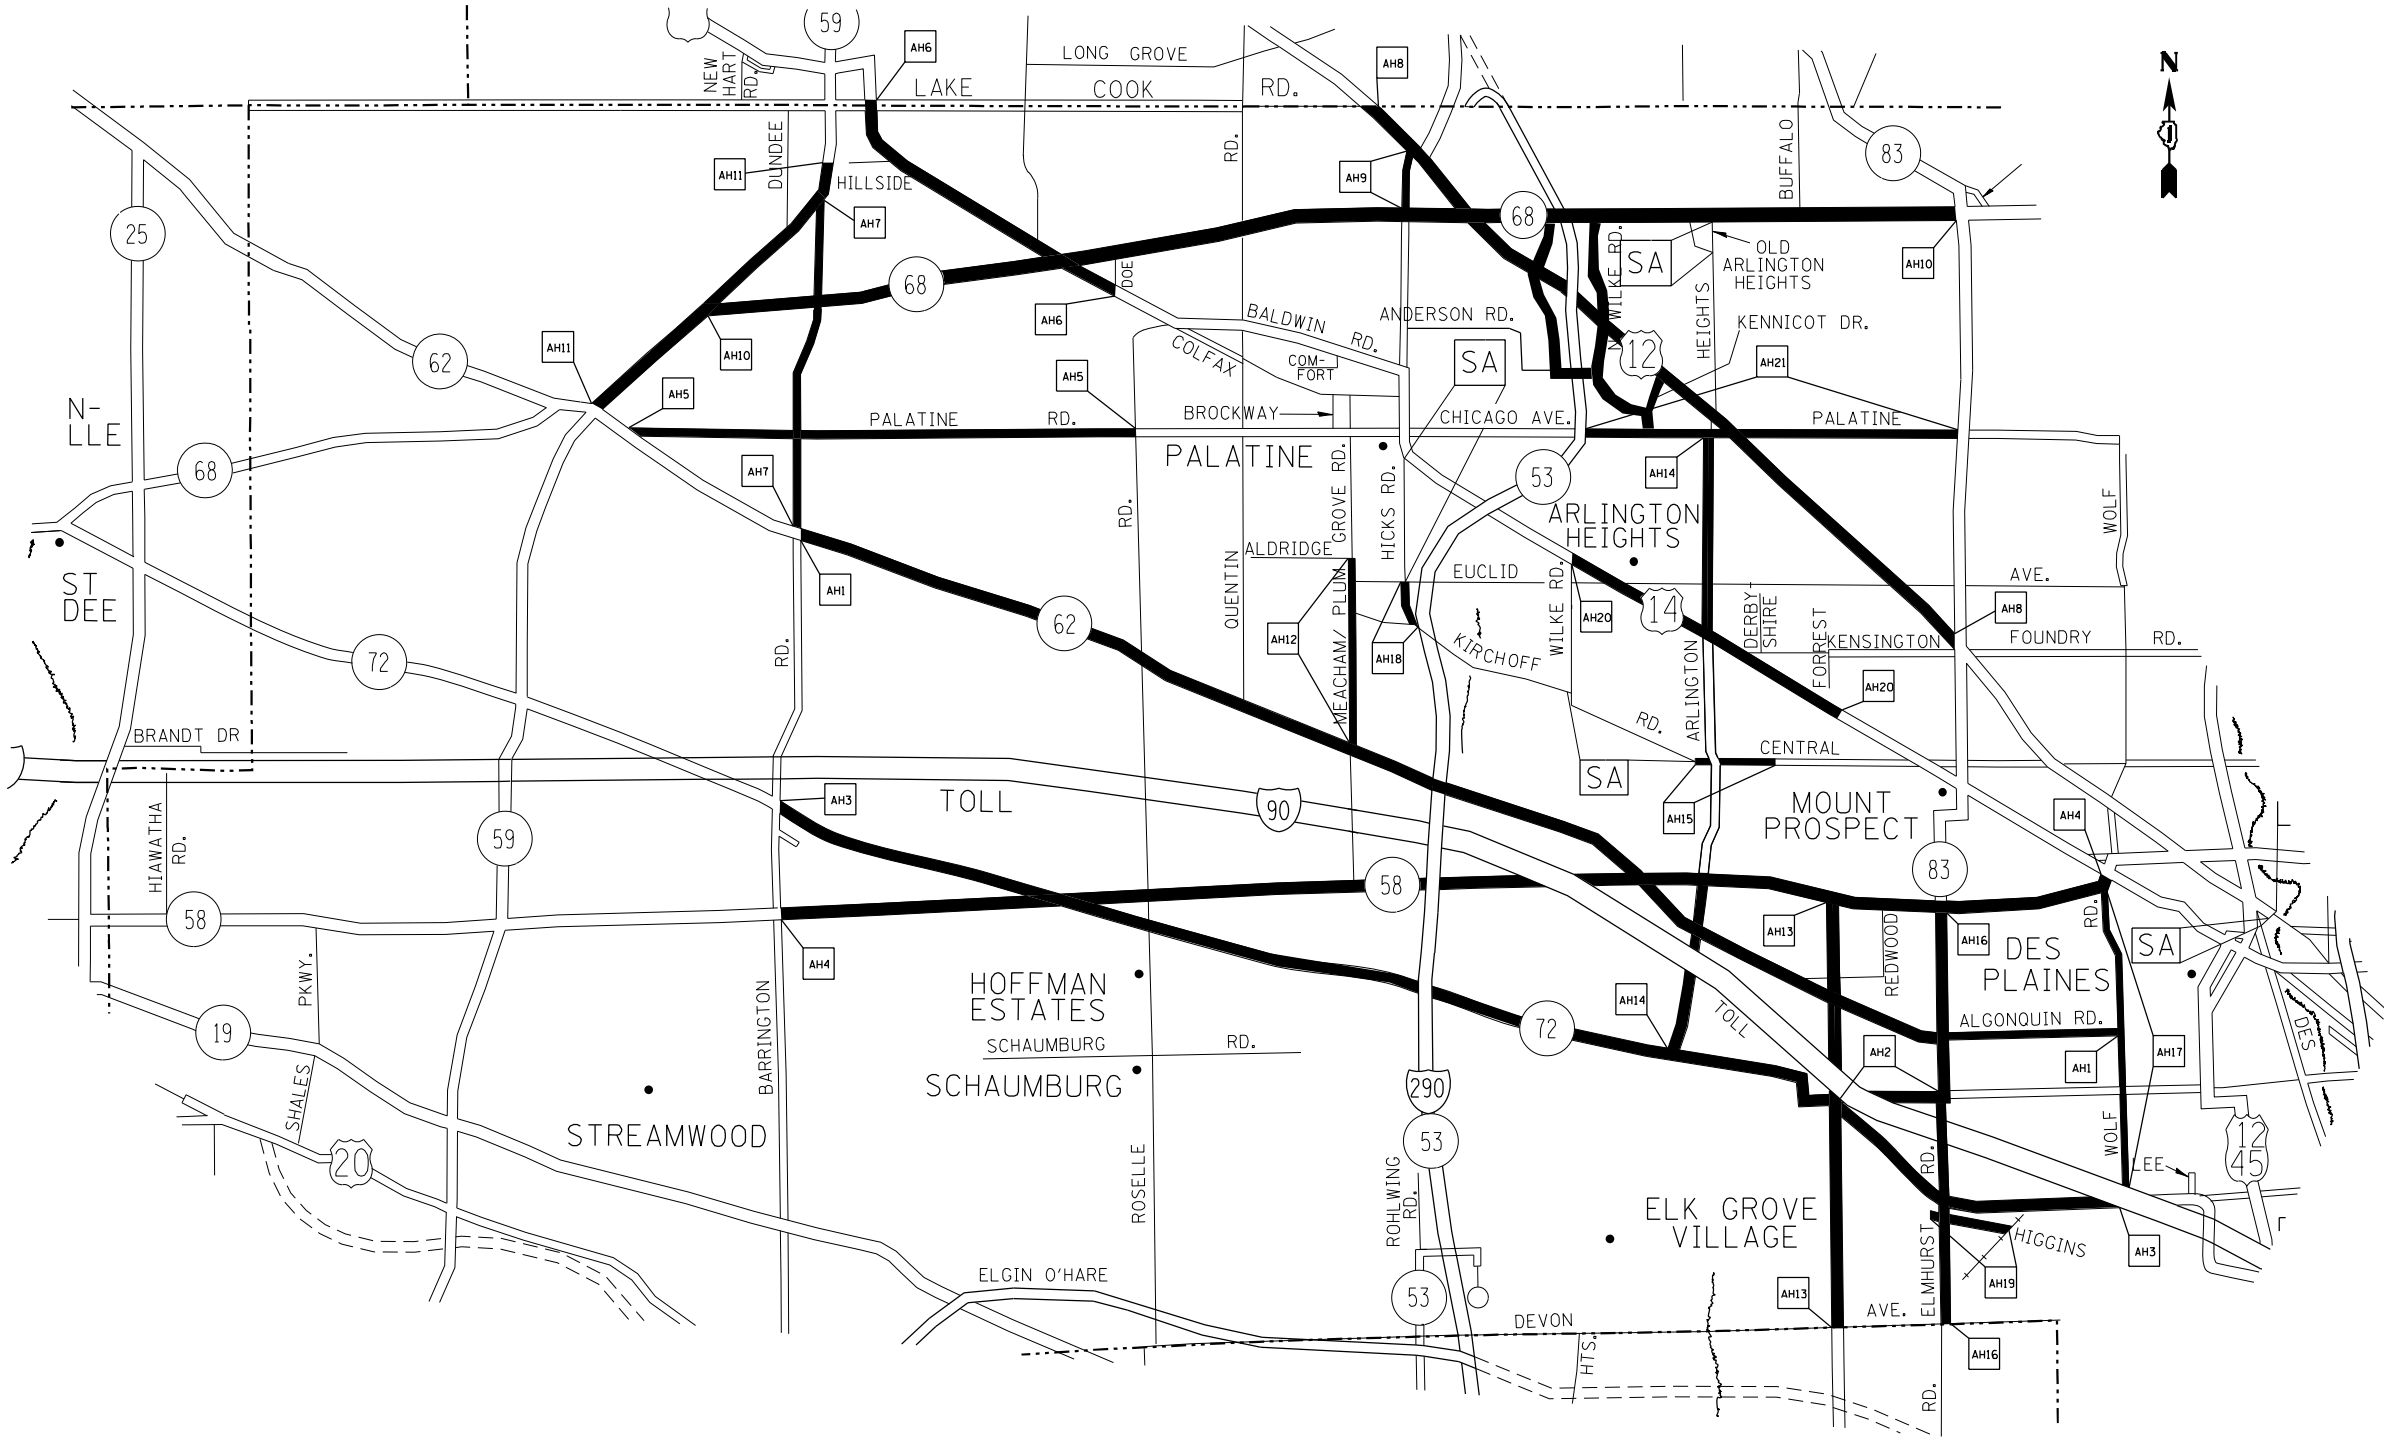 59
AH6
LONG GROVE
NEW
HART
RD.
LAKE COOK RD.
AH8
N
DUNDEE
RD.
BUFFALO
83
AH11
HILLSIDE
AH9
AH7
25
68
N. WILKE RD.
SA
OLD
ARLINGTON
HEIGHTS
AH10
DOE
68
AH6
BALDWIN RD.
ANDERSON RD.
HEIGHTS
KENNICOT DR.
AH11
62
AH10
COLFAX
COM-
FORT
SA
12
AH21
AH5
AH5
N-
LLE
PALATINE RD.
BROCKWAY
CHICAGO AVE.
PALATINE
PALATINE
68
AH7
RD.
GROVE RD.
HICKS RD.
53
AH14
WOLF
ARLINGTON
HEIGHTS
ST
DEE
AH1
QUENTIN
ALDRIDGE
EUCLID AVE.
62
MEACHAM/ PLUM
AH12
AH18
WILKE RD.
AH20
14
DERBY-
SHIRE
FORREST
AH8
KENSINGTON
FOUNDRY RD.
72
RD.
KIRCHOFF RD.
ARLINGTON
AH20
BRANDT DR
CENTRAL
SA
AH3
TOLL
90
AH15
MOUNT
PROSPECT
AH4
HIAWATHA
RD.
59
58
83
58
AH4
AH13
REDWOOD
AH16
RD.
DES
PLAINES
SA
PKWY.
HOFFMAN
ESTATES
BARRINGTON
19
AH14
72
TOLL
ALGONQUIN RD.
DES
SCHAUMBURG RD.
AH2
AH1
AH17
SCHAUMBURG
290
SHALES
STREAMWOOD
20
53
WOLF
12
45
RD.
LEE
ROSELLE
ROHLWING
RD.
ELK GROVE
VILLAGE
ELMHURST
HIGGINS
AH3
AH19
ELGIN O'HARE
53
AH13
DEVON AVE.
HTS.
AH16
RD.